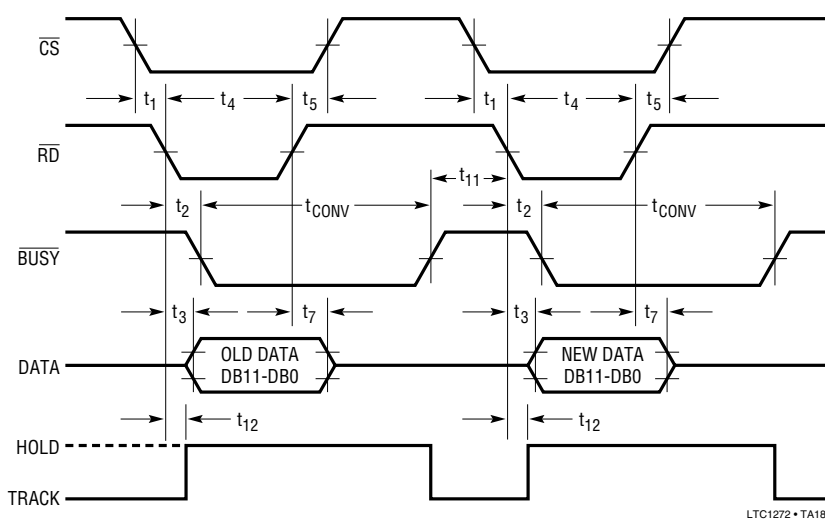 CS
t1 t4 t5 t1 t4 t5
RD
t11
t2 tCONV t2 tCONV
BUSY
t3 t7 t3 t7
DATA
OLD DATA
DB11-DB0
NEW DATA
DB11-DB0
t12 t12
HOLD
TRACK
LTC1272 • TA18